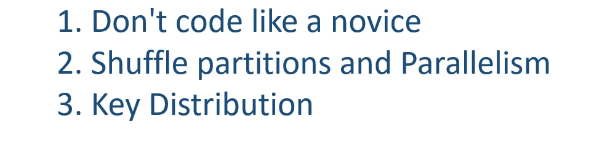 1. Don't code like a novice
2. Shuffle partitions and Parallelism
3. Key Distribution